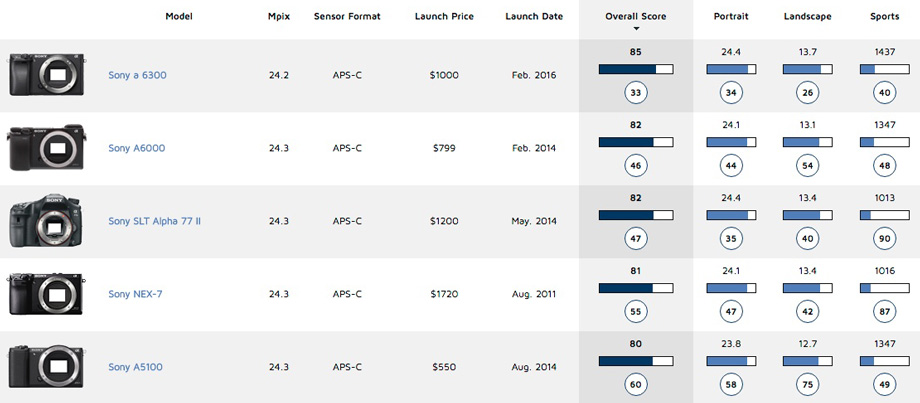 Model Mpix Sensor Format Launch Price Launch Date Overall Score Portrait Landscape Sports
Sony a 6300 24.2 APS-C $1000 Feb. 2016 85 24.4 13.7 1437
33 34 26 40
Sony A6000 24.3 APS-C $799 Feb. 2014 82 24.1 13.1 1347
46 44 54 48
SONY
Sony SLT Alpha 77 II 24.3 APS-C $1200 May. 2014 82 24.4 13.4 1013
47 35 40 90
Sony NEX-7 24.3 APS-C $1720 Aug. 2011 81 24.1 13.4 1016
55 47 42 87
Sony A5100 24.3 APS-C $550 Aug. 2014 80 23.8 12.7 1347
60 58 75 49